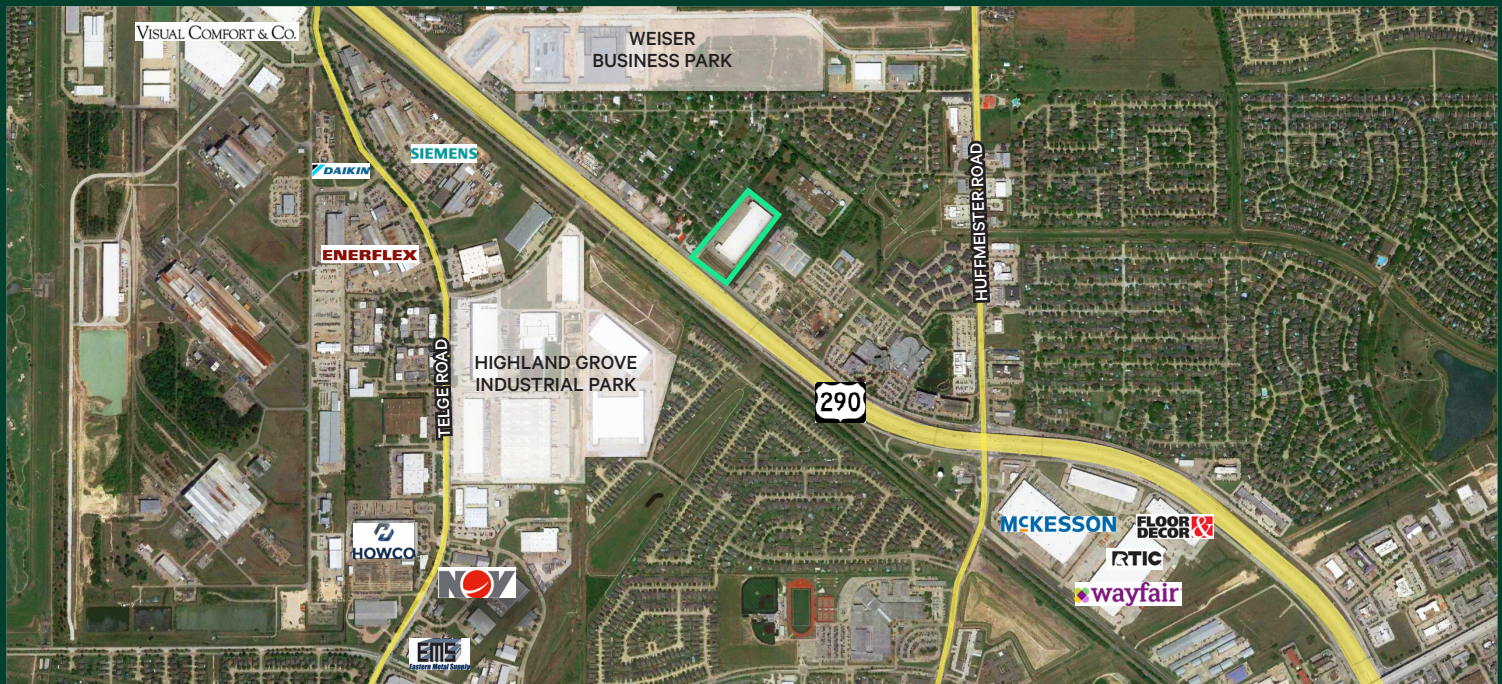 VISUAL COMFORT & CO.
WEISER
BUSINESS PARK
SIEMENS
DAIKIN
HUFFMEISTER ROAD
ENERFLEX
TELGE ROAD
HIGHLAND GROVE
INDUSTRIAL PARK
290
MCKESSON
FLOOR &
DECOR
HOWCO
RTIC
NOV
wayfair
EMS
Eastern Metal Supply